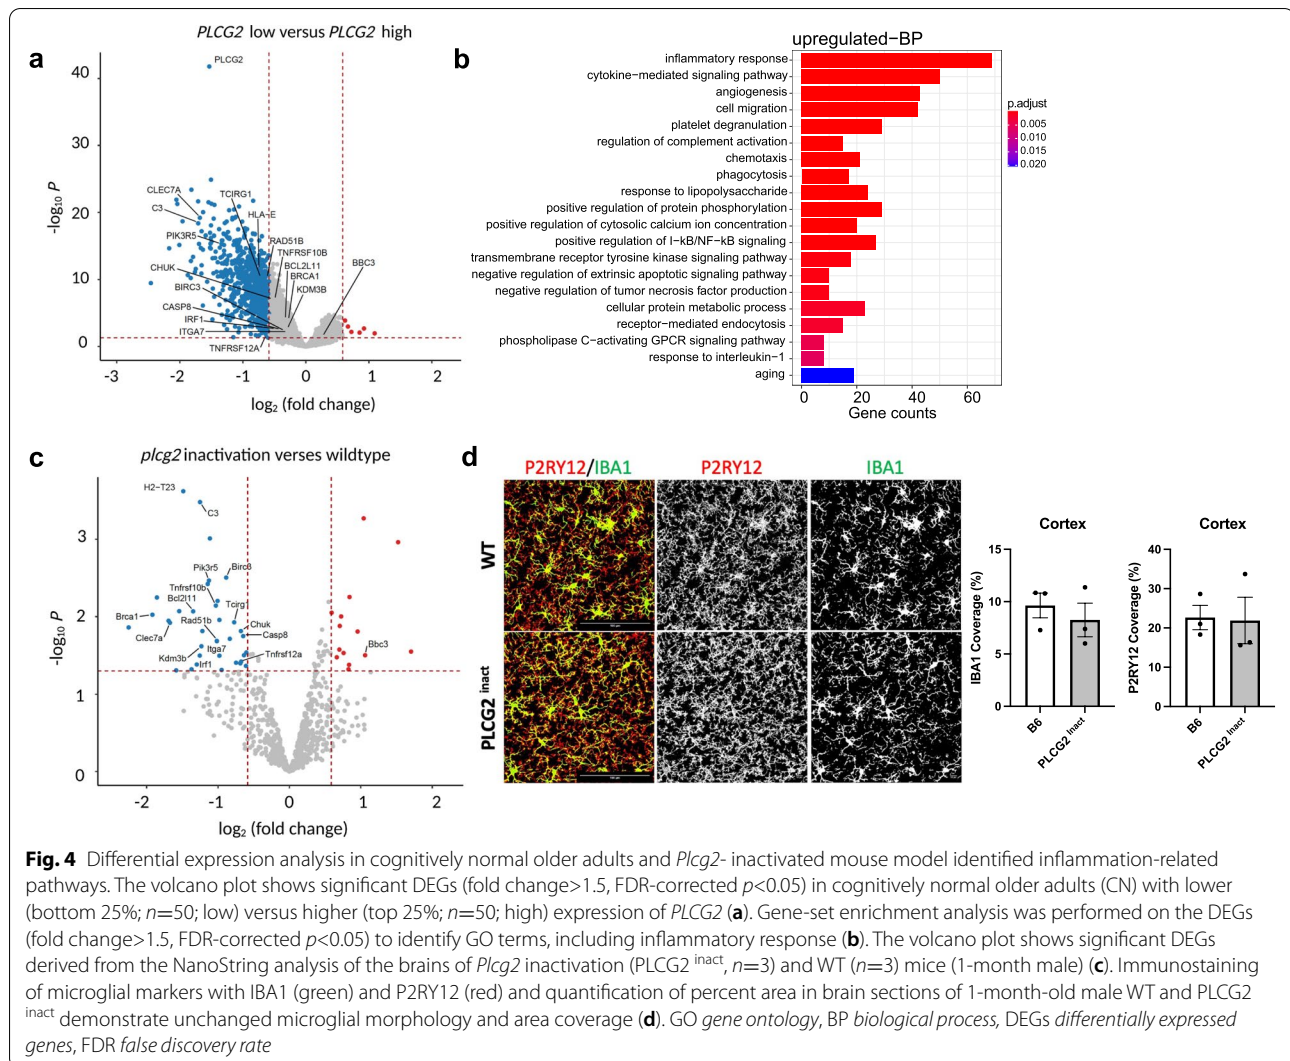 a
PLCG2 low versus PLCG2 high
PLCG2
40
30
20
10
0
-log10 P
CLEC7A
TCIRG1
C3
HLA−E
PIK3R5
RAD51B
TNFRSF10B
CHUK
BCL2L11
BBC3
BRCA1
BIRC3
KDM3B
CASP8
IRF1
ITGA7
TNFRSF12A
-3 -2 -1 0 1 2
log2 (fold change)
b
upregulated−BP
inflammatory response
cytokine−mediated signaling pathway
angiogenesis
cell migration
platelet degranulation
regulation of complement activation
chemotaxis
phagocytosis
response to lipopolysaccharide
positive regulation of protein phosphorylation
positive regulation of cytosolic calcium ion concentration
positive regulation of I−kB/NF−kB signaling
transmembrane receptor tyrosine kinase signaling pathway
negative regulation of extrinsic apoptotic signaling pathway
negative regulation of tumor necrosis factor production
cellular protein metabolic process
receptor−mediated endocytosis
phospholipase C−activating GPCR signaling pathway
response to interleukin−1
aging
0 20 40 60
Gene counts
p.adjust
0.005
0.010
0.015
0.020
c
plcg2 inactivation verses wildtype
H2−T23
C3
3
2
1
0
-log10 P
Pik3r5
Birc3
Tnfrsf10b
Bcl2l11
Brca1
Tcirg1
Clec7a
Rad51b
Chuk
Casp8
Itga7
Kdm3b
Irf1
Tnfrsf12a
Bbc3
-2 -1 0 1 2
log2 (fold change)
d
P2RY12/IBA1 P2RY12 IBA1
WT
PLCG2 inact
Cortex
IBA1 Coverage (%)
15
10
5
0
B6
PLCG2 Inact
Cortex
P2RY12 Coverage (%)
40
30
20
10
0
B6
PLCG2 Inact
Fig. 4 Differential expression analysis in cognitively normal older adults and Plcg2- inactivated mouse model identified inflammation-related
pathways. The volcano plot shows significant DEGs (fold change>1.5, FDR-corrected p<0.05) in cognitively normal older adults (CN) with lower
(bottom 25%; n=50; low) versus higher (top 25%; n=50; high) expression of PLCG2 (a). Gene-set enrichment analysis was performed on the DEGs
(fold change>1.5, FDR-corrected p<0.05) to identify GO terms, including inflammatory response (b). The volcano plot shows significant DEGs
derived from the NanoString analysis of the brains of Plcg2 inactivation (PLCG2 inact, n=3) and WT (n=3) mice (1-month male) (c). Immunostaining
of microglial markers with IBA1 (green) and P2RY12 (red) and quantification of percent area in brain sections of 1-month-old male WT and PLCG2
inact demonstrate unchanged microglial morphology and area coverage (d). GO gene ontology, BP biological process, DEGs differentially expressed
genes, FDR false discovery rate